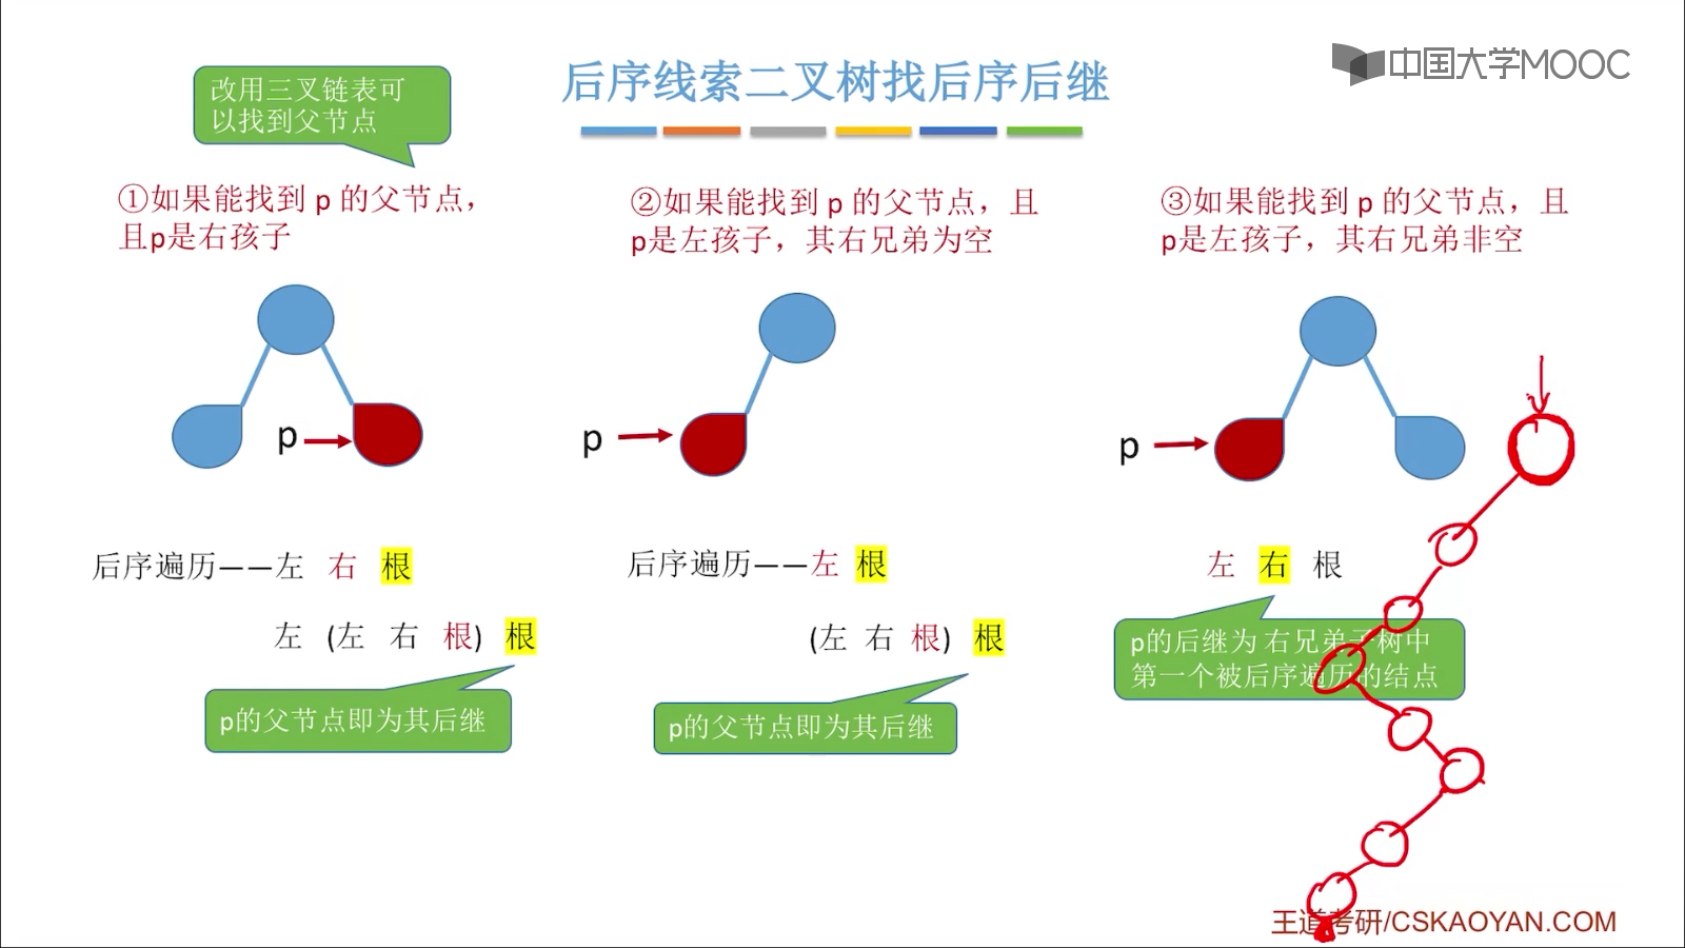 中国大学MOOC
后序线索二叉树找后序后继
改用三叉链表可
以找到父节点
①如果能找到 p 的父节点，
且p是右孩子
p
后序遍历——左 右 根
左 (左 右 根) 根
p的父节点即为其后继
②如果能找到 p 的父节点，且
p是左孩子，其右兄弟为空
p
后序遍历——左 根
(左 右 根) 根
p的父节点即为其后继
③如果能找到 p 的父节点，且
p是左孩子，其右兄弟非空
p
左 右 根
p的后继为 右兄弟子树中
第一个被后序遍历的结点
王道考研/CSKAOYAN.COM